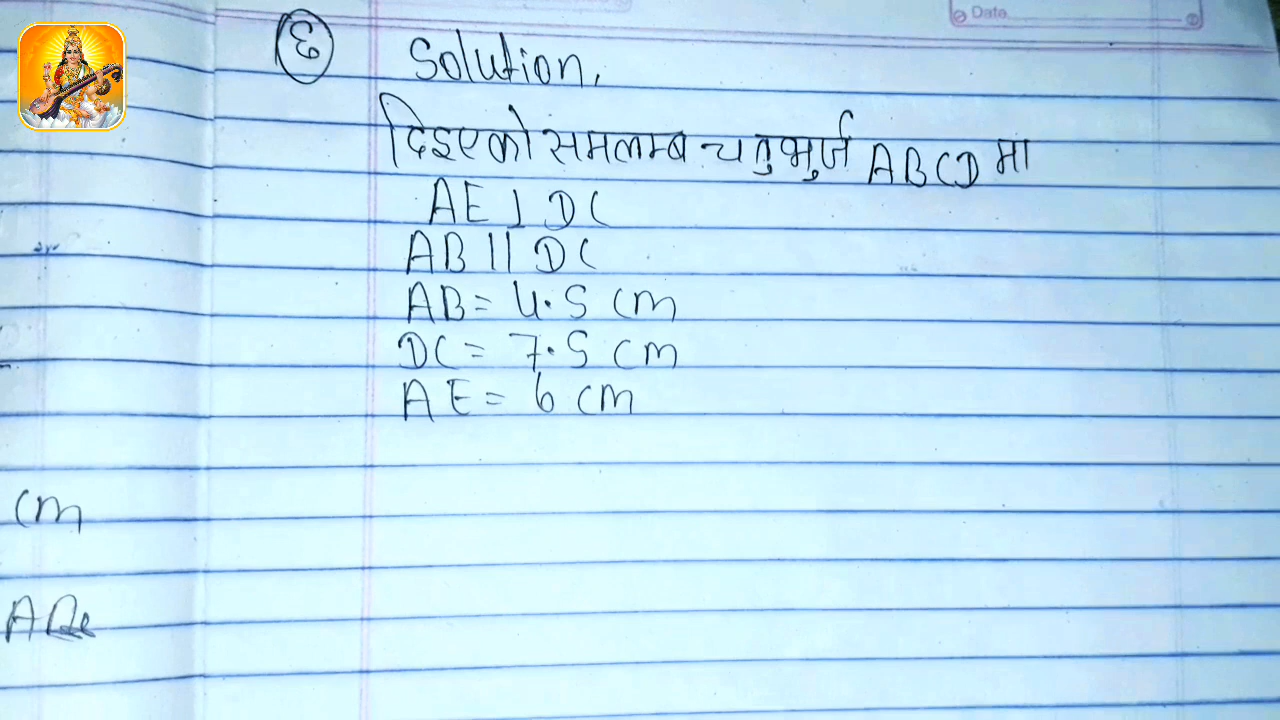 Date
६ Solution,
दिइएको समलम्ब चतुर्भुज ABCD मा
AE ⊥ DC
AB || DC
AB = 4.5 cm
DC = 7.5 cm
AE = 6 cm
cm